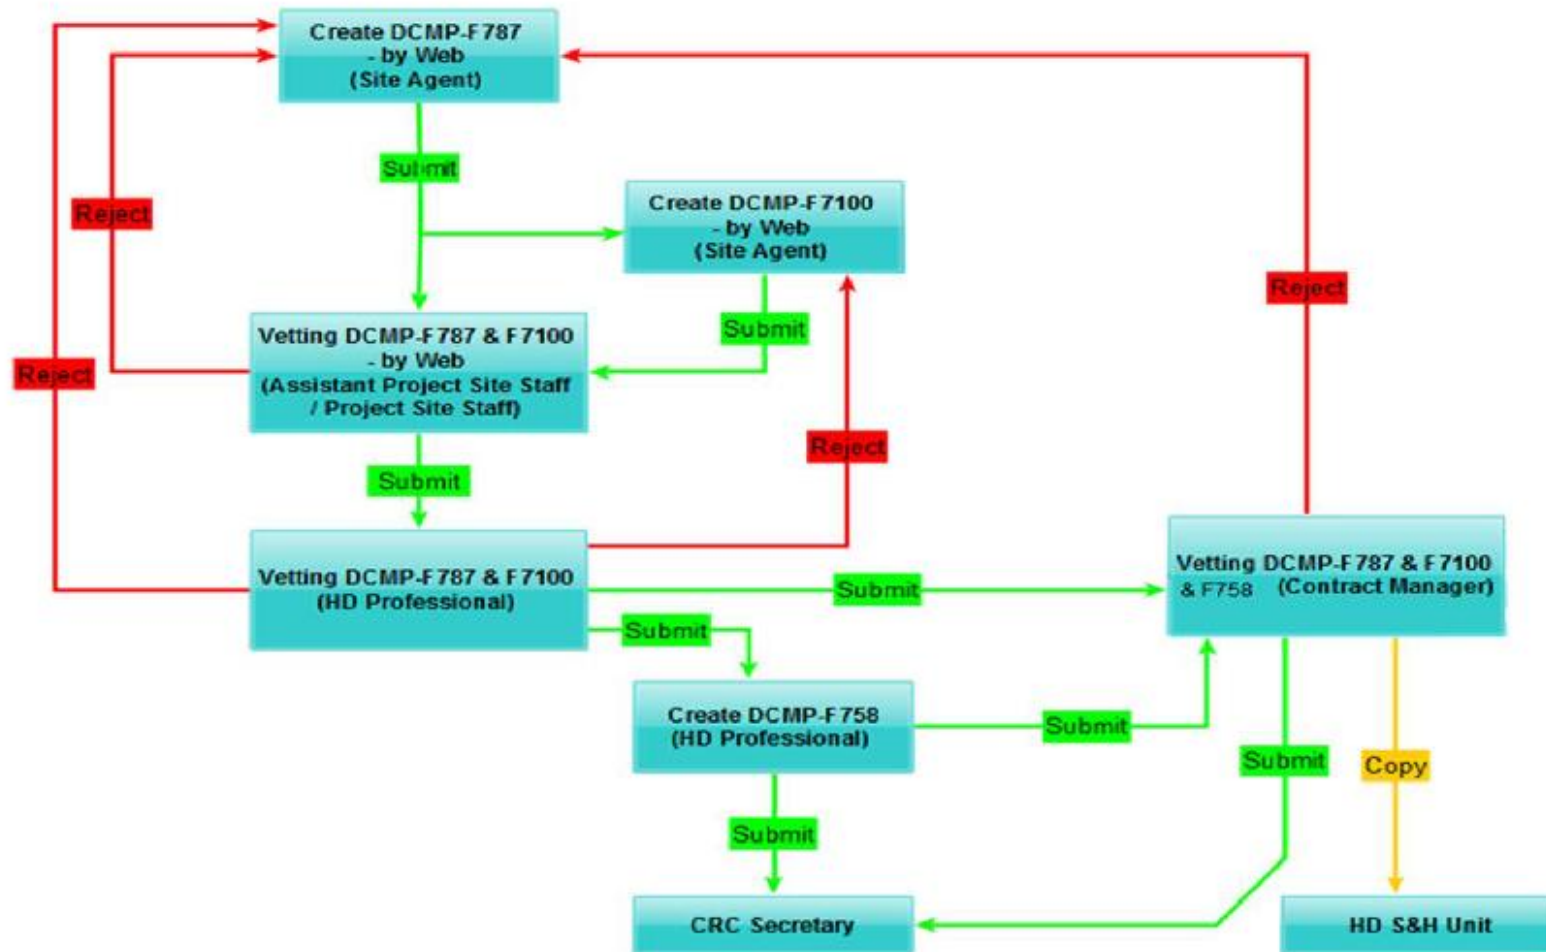 Create DCMP-F787
- by Web
(Site Agent)
Submit
Reject
Create DCMP-F7100
- by Web
(Site Agent)
Reject
Submit
Vetting DCMP-F787 & F7100
- by Web
(Assistant Project Site Staff
/ Project Site Staff)
Reject
Reject
Submit
Vetting DCMP-F787 & F7100
(HD Professional)
Submit
Vetting DCMP-F787 & F7100
& F758 (Contract Manager)
Submit
Create DCMP-F758
(HD Professional)
Submit
Submit
Copy
Submit
CRC Secretary
HD S&H Unit